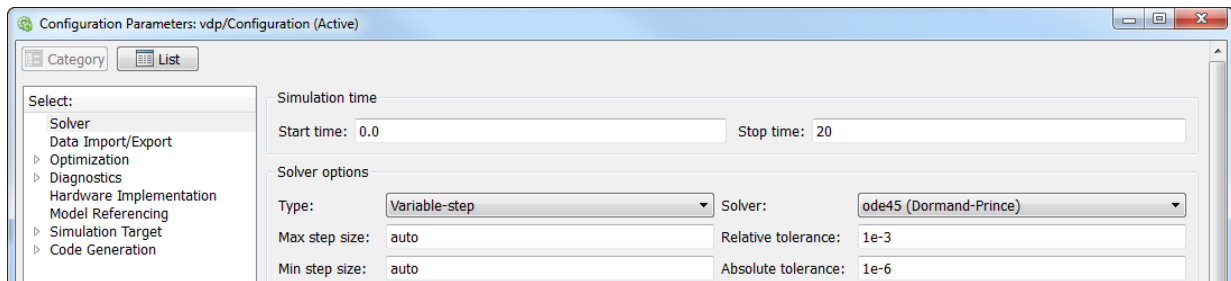 Configuration Parameters: vdp/Configuration (Active)
Category List
Select:
Solver
Data Import/Export
Optimization
Diagnostics
Hardware Implementation
Model Referencing
Simulation Target
Code Generation
Simulation time
Start time: 0.0 Stop time: 20
Solver options
Type: Variable-step Solver: ode45 (Dormand-Prince)
Max step size: auto Relative tolerance: 1e-3
Min step size: auto Absolute tolerance: 1e-6